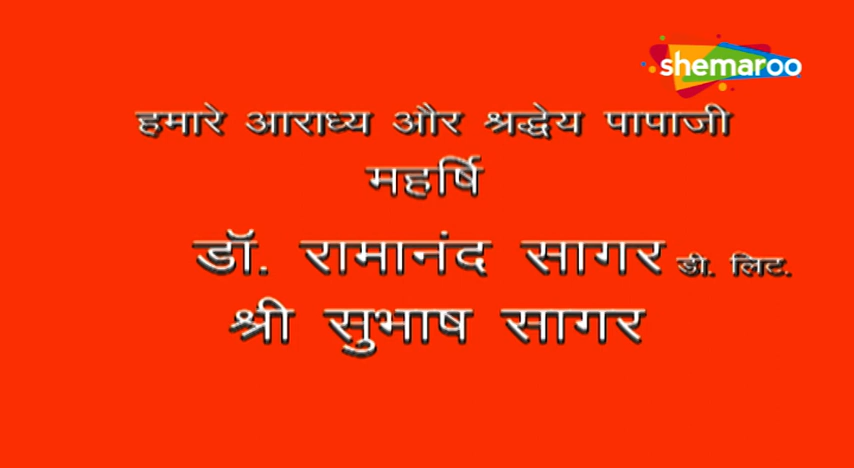 shemaroo
हमारे आराध्य और श्रद्धेय पापाजी
महर्षि
डॉ. रामानंद सागर डी. लिट.
श्री सुभाष सागर